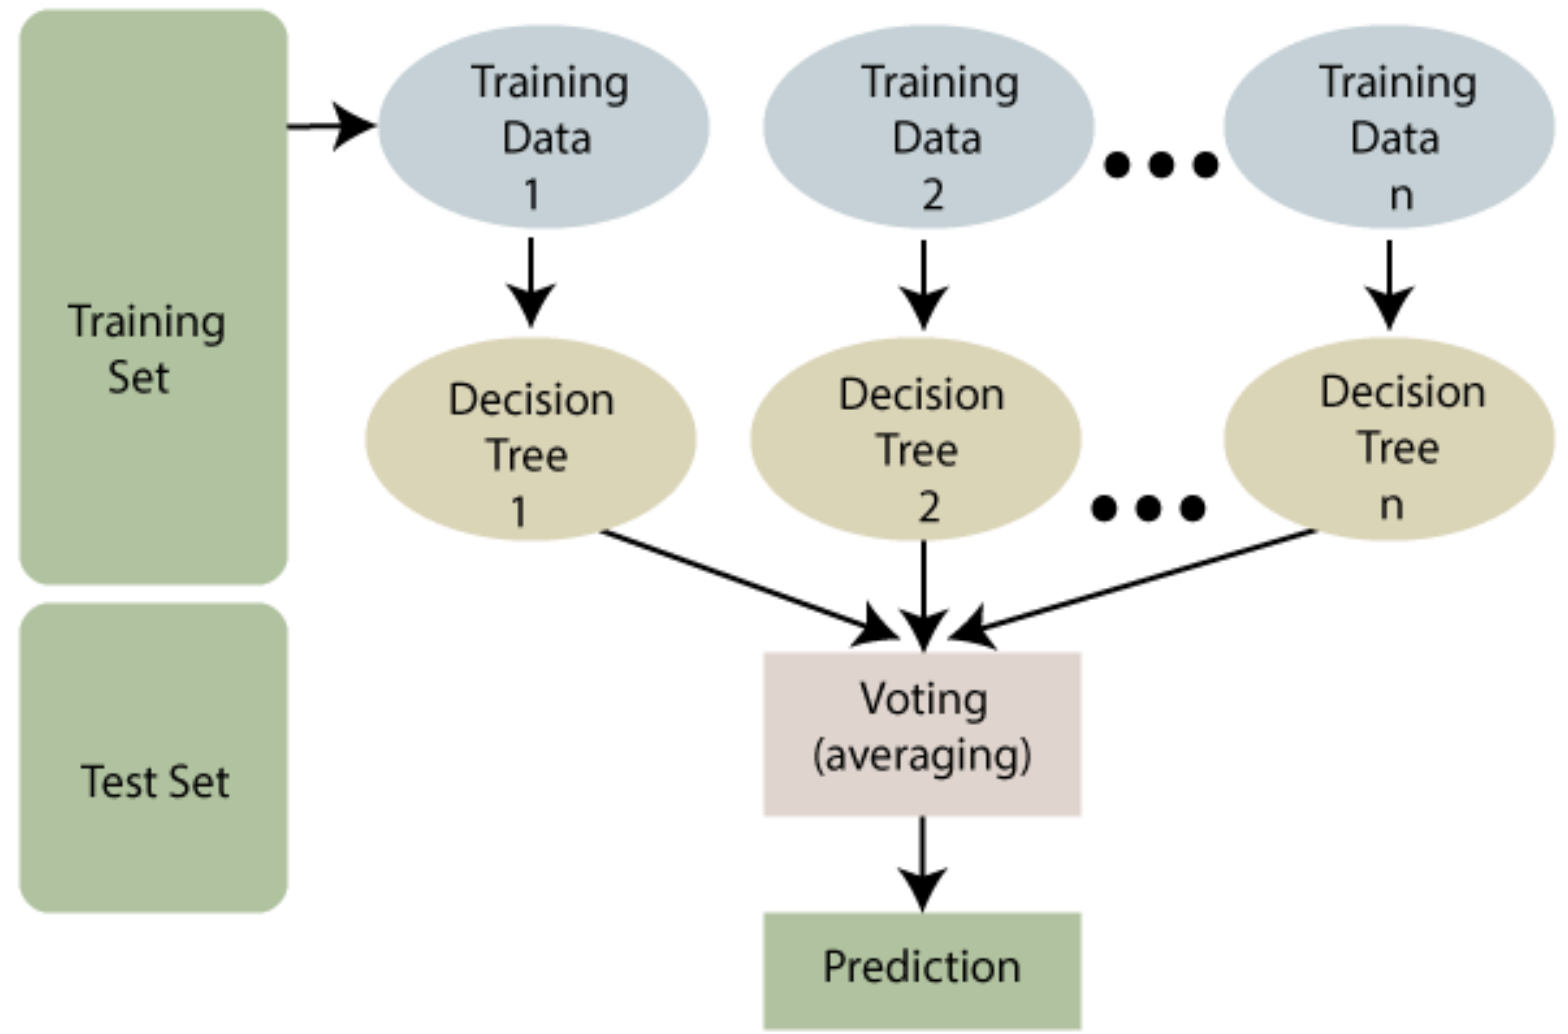 Training
Set
Training
Data
1
Training
Data
2
Training
Data
n
Decision
Tree
1
Decision
Tree
2
Decision
Tree
n
Test Set
Voting
(averaging)
Prediction